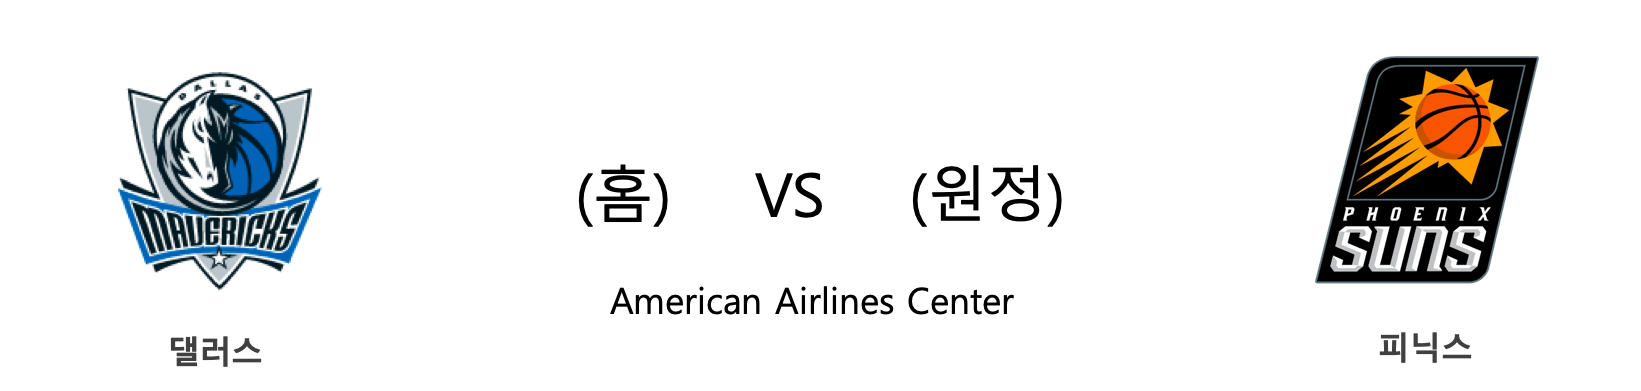 DALLAS
MAVERICKS
댈러스
(홈) VS (원정)
American Airlines Center
PHOENIX
SUNS
피닉스